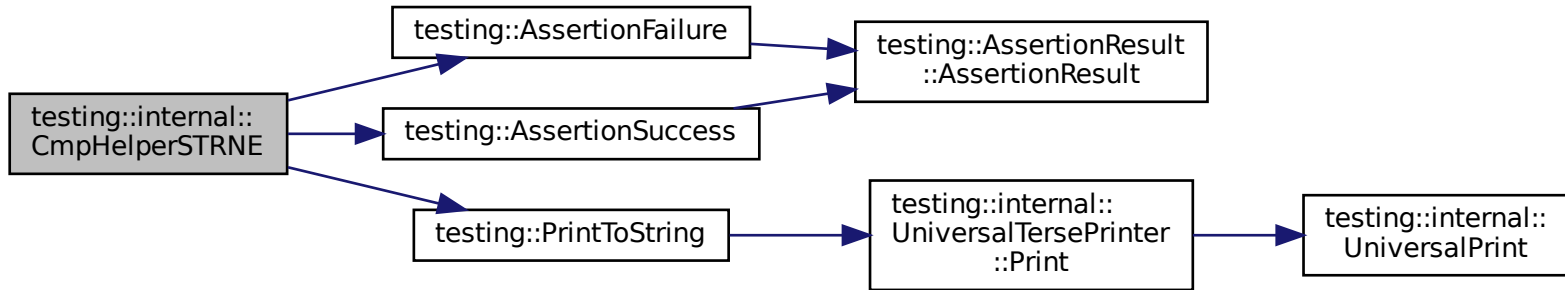 testing::internal::
CmpHelperSTRNE
testing::AssertionFailure
testing::AssertionResult
::AssertionResult
testing::AssertionSuccess
testing::PrintToString
testing::internal::
UniversalTersePrinter
::Print
testing::internal::
UniversalPrint